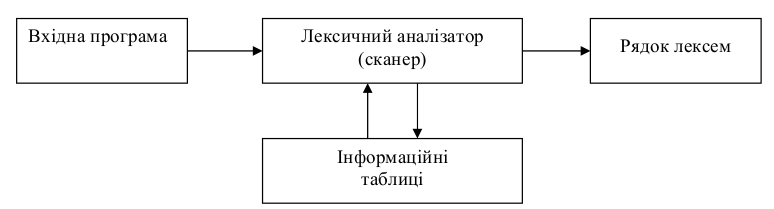 Вхідна програма
Лексичний аналізатор
(сканер)
Рядок лексем
Інформаційні
таблиці